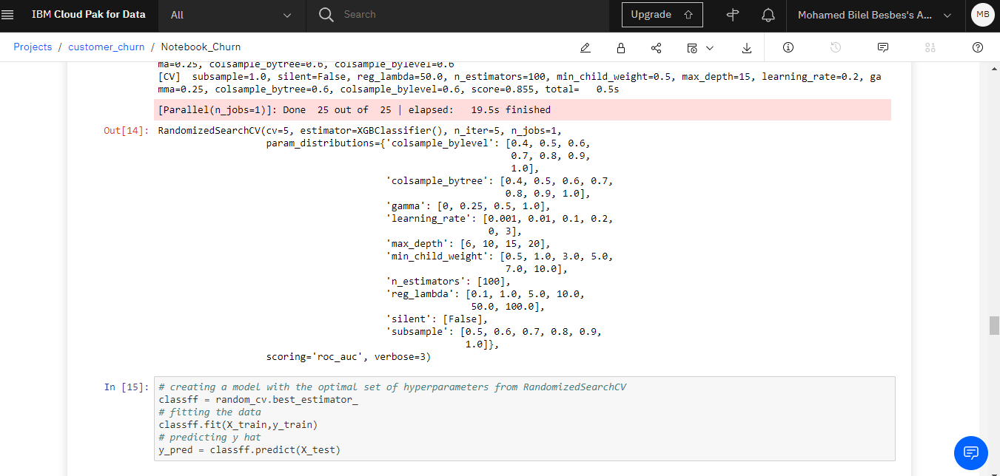 IBM Cloud Pak for Data
All
Search
Upgrade
Mohamed Bilel Besbes's A...
MB
Projects / customer_churn / Notebook_Churn
ma=0.25, colsample_bytree=0.6, colsample_bylevel=0.6
[CV]  subsample=1.0, silent=False, reg_lambda=50.0, n_estimators=100, min_child_weight=0.5, max_depth=15, learning_rate=0.2, ga
mma=0.25, colsample_bytree=0.6, colsample_bylevel=0.6, score=0.855, total=   0.5s
[Parallel(n_jobs=1)]: Done  25 out of  25 | elapsed:   19.5s finished
Out[14]: RandomizedSearchCV(cv=5, estimator=XGBClassifier(), n_iter=5, n_jobs=1,
param_distributions={'colsample_bylevel': [0.4, 0.5, 0.6,
0.7, 0.8, 0.9,
1.0],
'colsample_bytree': [0.4, 0.5, 0.6, 0.7,
0.8, 0.9, 1.0],
'gamma': [0, 0.25, 0.5, 1.0],
'learning_rate': [0.001, 0.01, 0.1, 0.2,
0, 3],
'max_depth': [6, 10, 15, 20],
'min_child_weight': [0.5, 1.0, 3.0, 5.0,
7.0, 10.0],
'n_estimators': [100],
'reg_lambda': [0.1, 1.0, 5.0, 10.0,
50.0, 100.0],
'silent': [False],
'subsample': [0.5, 0.6, 0.7, 0.8, 0.9,
1.0]},
scoring='roc_auc', verbose=3)
In [15]: # creating a model with the optimal set of hyperparameters from RandomizedSearchCV
classff = random_cv.best_estimator_
# fitting the data
classff.fit(X_train,y_train)
# predicting y hat
y_pred = classff.predict(X_test)